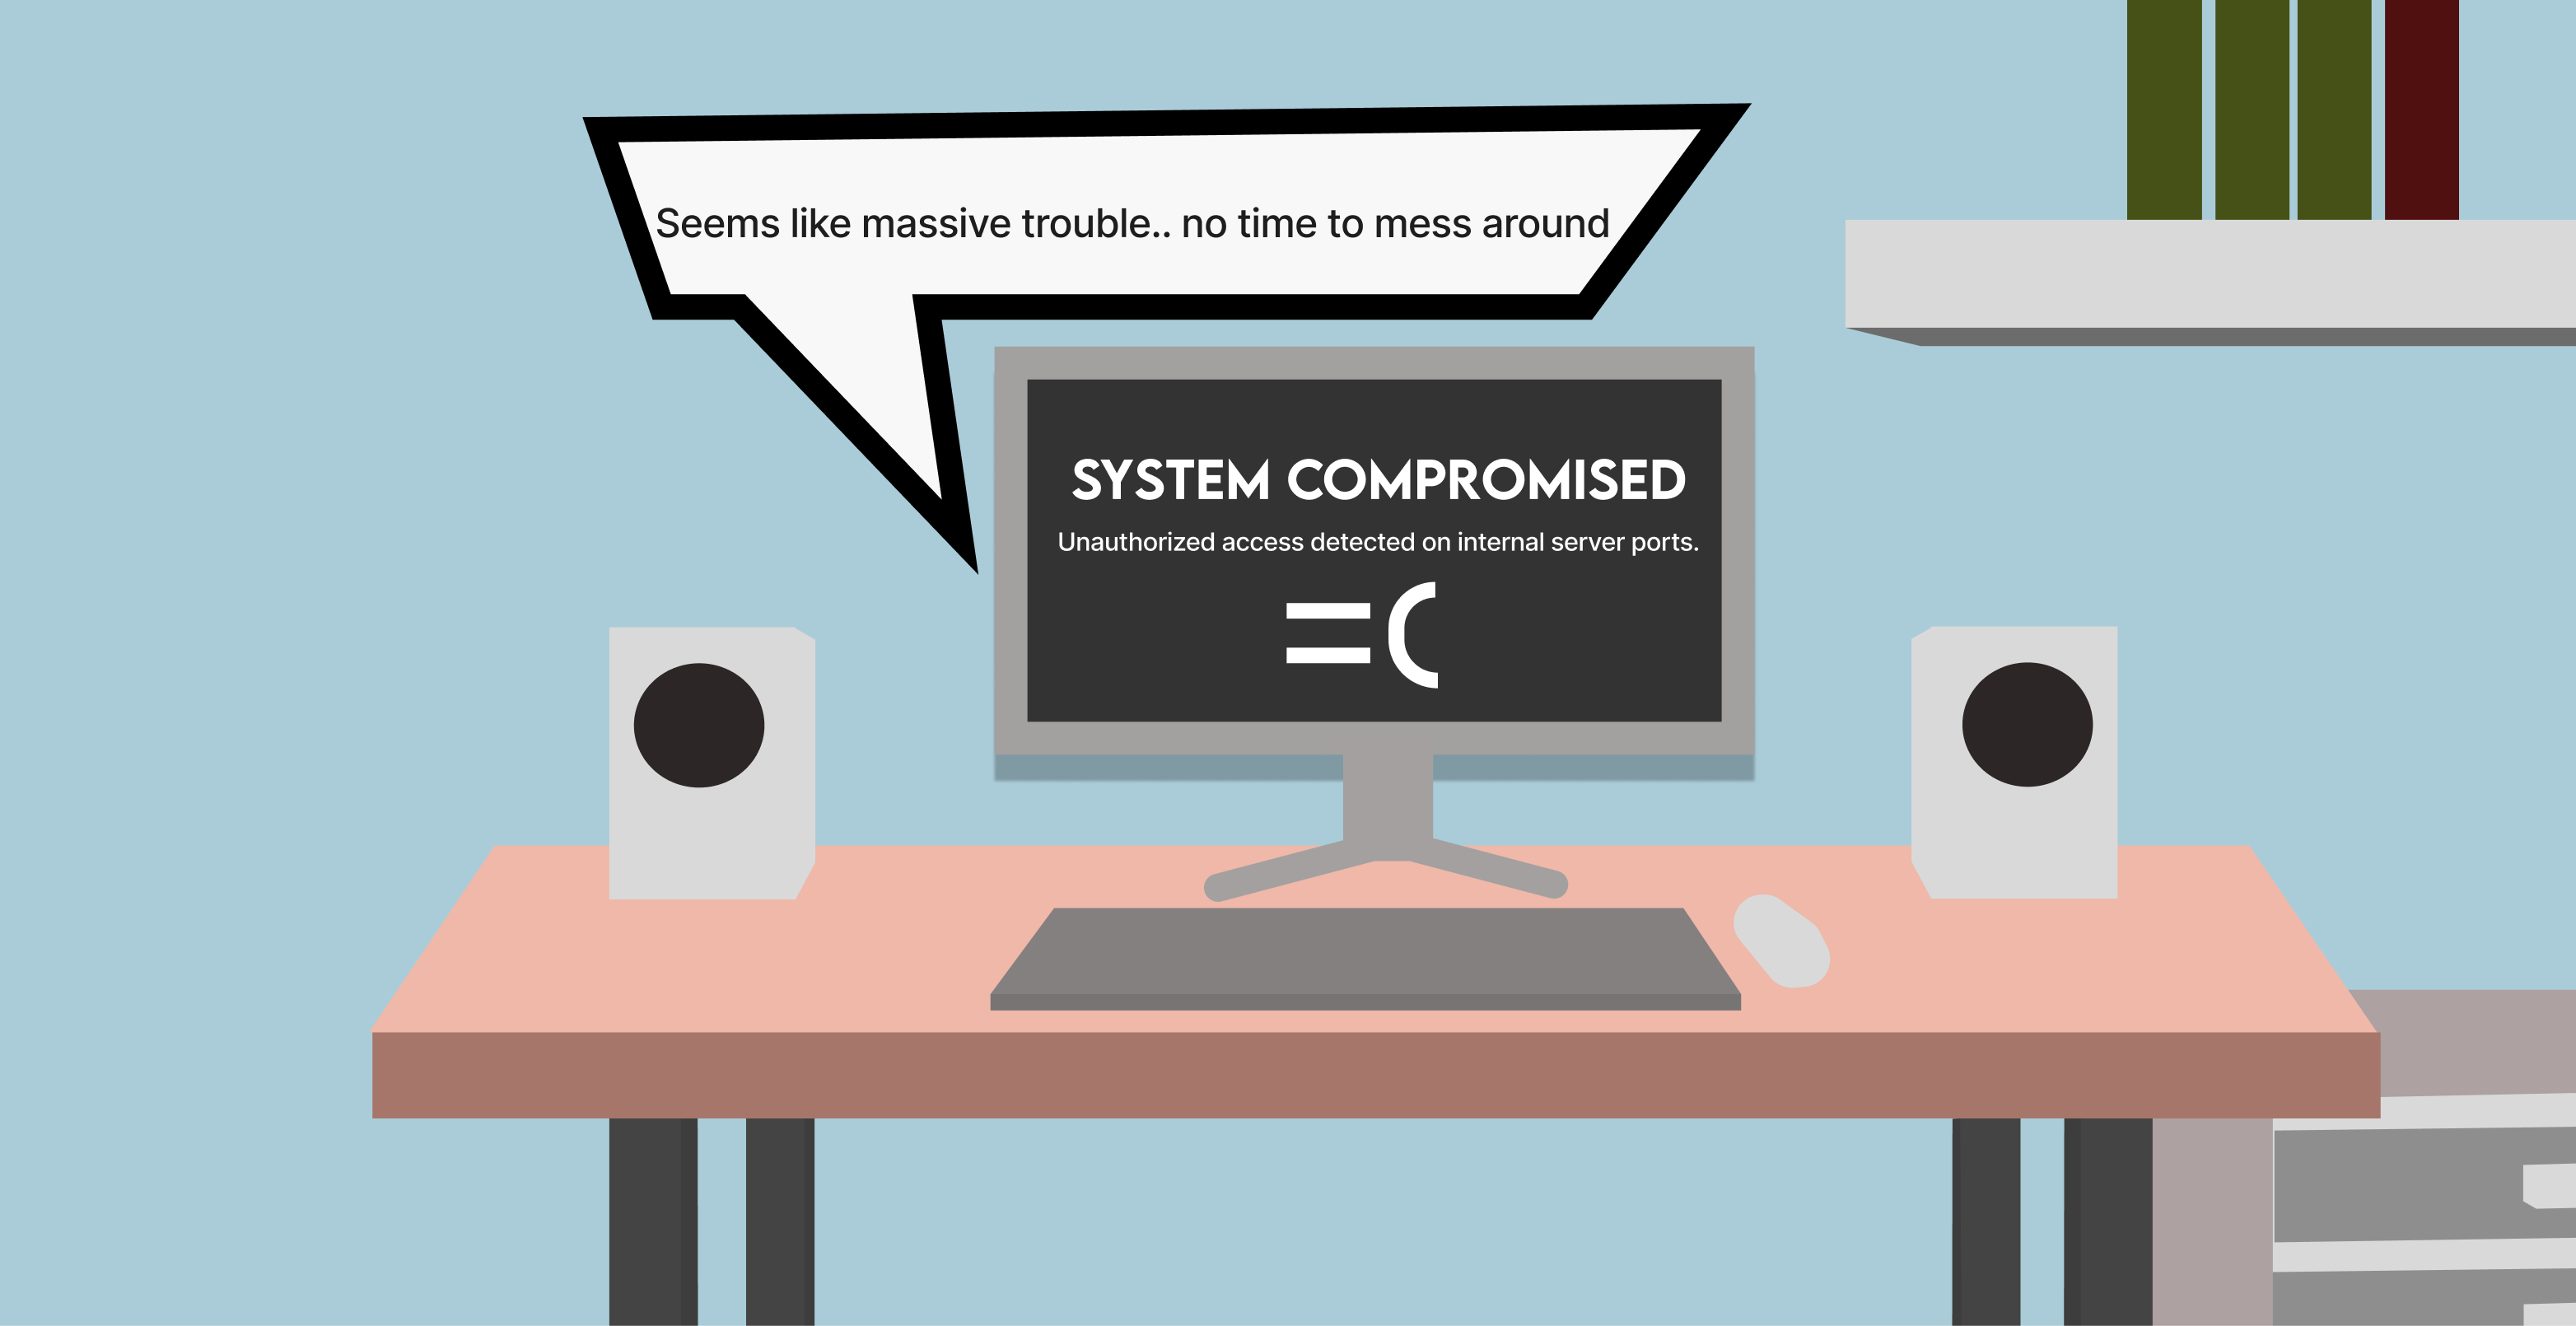 Seems like massive trouble.. no time to mess around
SYSTEM COMPROMISED
Unauthorized access detected on internal server ports.
=(